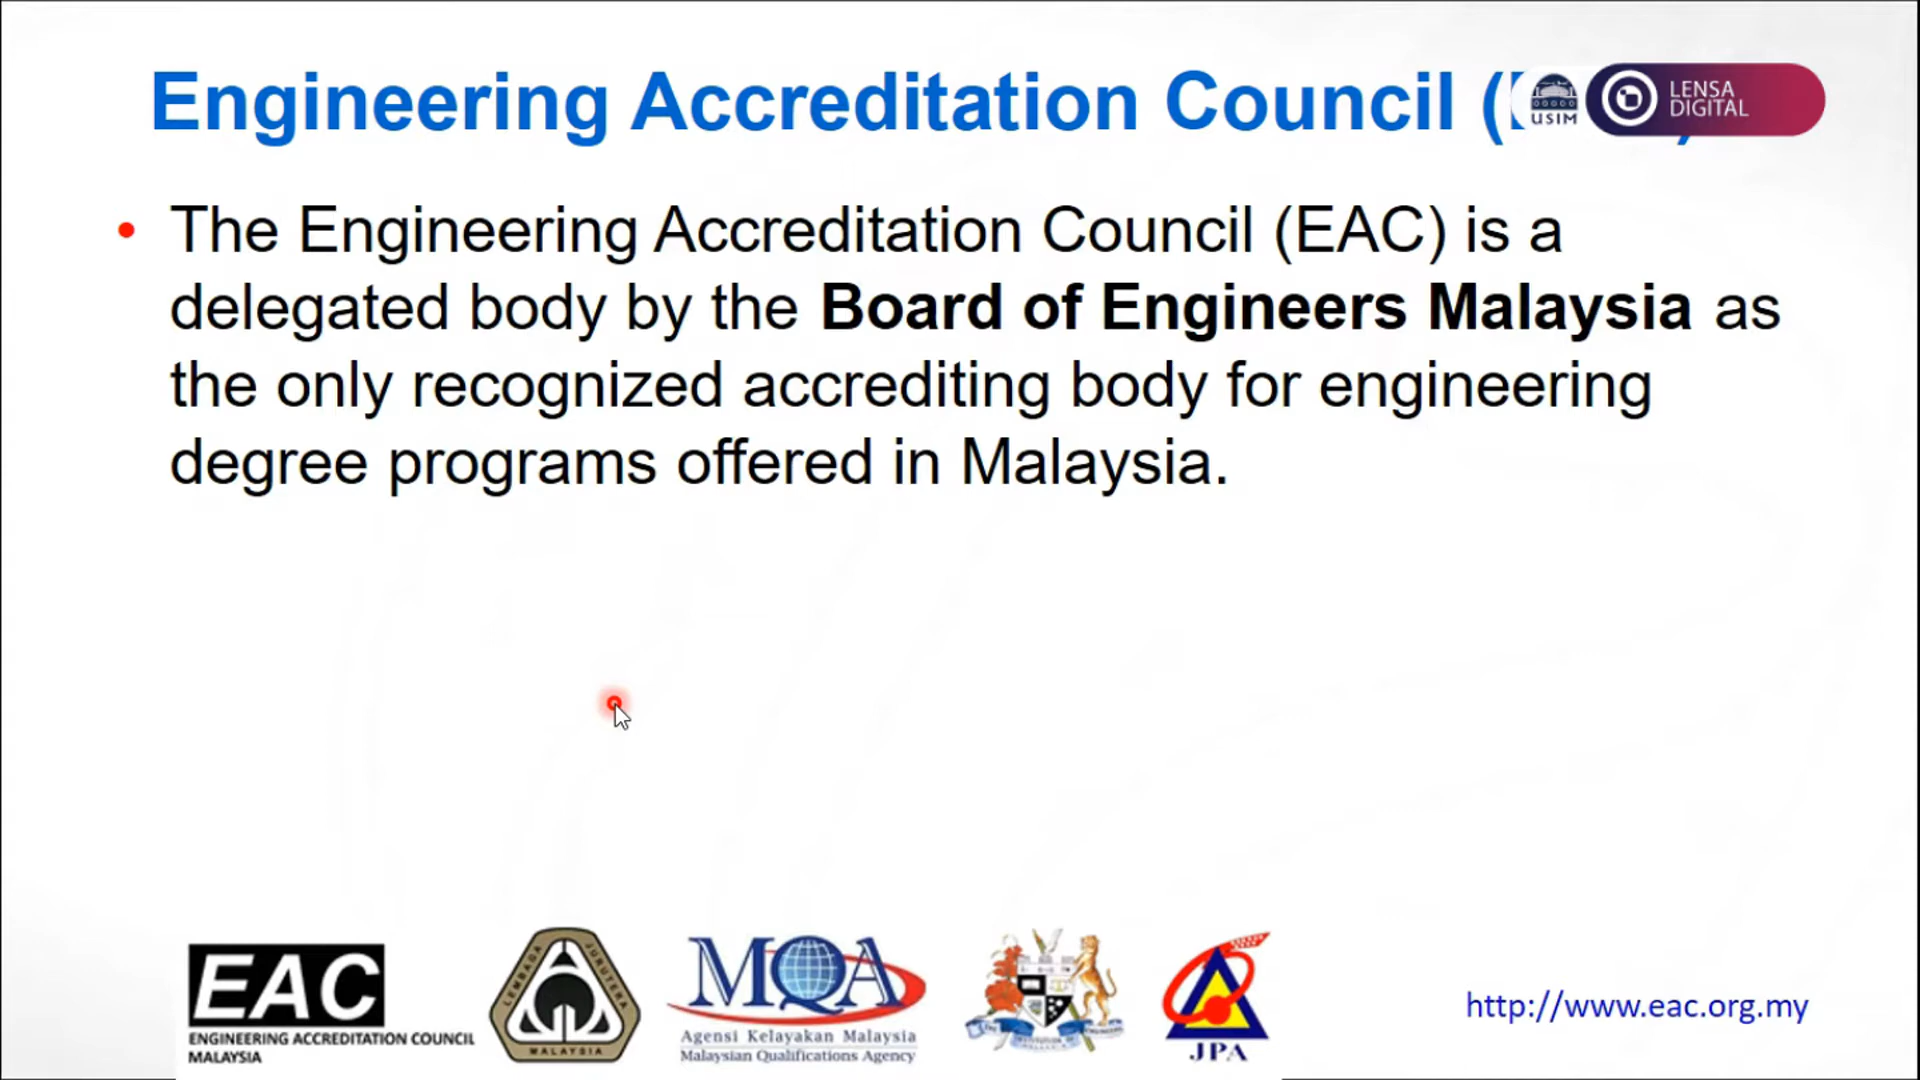 Engineering Accreditation Council (
USIM
LENSA
DIGITAL
• The Engineering Accreditation Council (EAC) is a
delegated body by the Board of Engineers Malaysia as
the only recognized accrediting body for engineering
degree programs offered in Malaysia.
EAC
ENGINEERING ACCREDITATION COUNCIL
MALAYSIA
LEMBAGA JURUTERA
MALAYSIA
MQA
Agensi Kelayakan Malaysia
Malaysian Qualifications Agency
JPA
http://www.eac.org.my